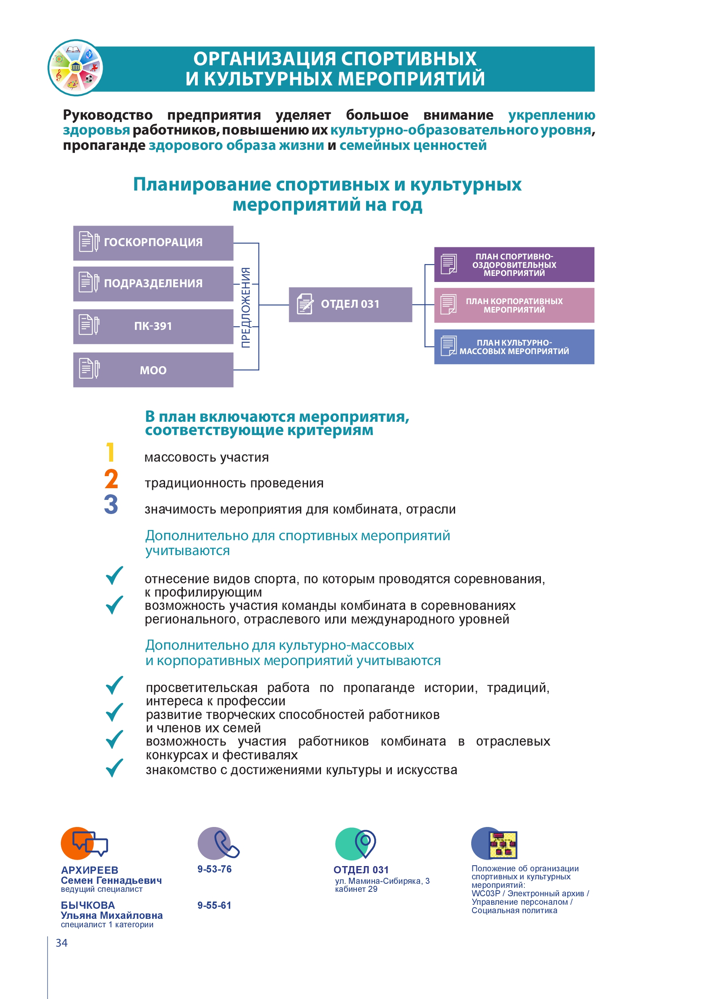 ОРГАНИЗАЦИЯ СПОРТИВНЫХ
И КУЛЬТУРНЫХ МЕРОПРИЯТИЙ
Руководство предприятия уделяет большое внимание укреплению
здоровья работников, повышению их культурно-образовательного уровня,
пропаганде здорового образа жизни и семейных ценностей
Планирование спортивных и культурных
мероприятий на год
ГОСКОРПОРАЦИЯ
ПОДРАЗДЕЛЕНИЯ
ПК-391
МОО
ПРЕДЛОЖЕНИЯ
ОТДЕЛ 031
ПЛАН СПОРТИВНО-
ОЗДОРОВИТЕЛЬНЫХ
МЕРОПРИЯТИЙ
ПЛАН КОРПОРАТИВНЫХ
МЕРОПРИЯТИЙ
ПЛАН КУЛЬТУРНО-
МАССОВЫХ МЕРОПРИЯТИЙ
В план включаются мероприятия,
соответствующие критериям
1 массовость участия
2 традиционность проведения
3 значимость мероприятия для комбината, отрасли
Дополнительно для спортивных мероприятий
учитываются
отнесение видов спорта, по которым проводятся соревнования,
к профилирующим
возможность участия команды комбината в соревнованиях
регионального, отраслевого или международного уровней
Дополнительно для культурно-массовых
и корпоративных мероприятий учитываются
просветительская работа по пропаганде истории, традиций,
интереса к профессии
развитие творческих способностей работников
и членов их семей
возможность участия работников комбината в отраслевых
конкурсах и фестивалях
знакомство с достижениями культуры и искусства
АРХИРЕЕВ
Семен Геннадьевич
ведущий специалист
9-53-76
БЫЧКОВА
Ульяна Михайловна
специалист 1 категории
9-55-61
ОТДЕЛ 031
ул. Мамина-Сибиряка, 3
кабинет 29
Положение об организации
спортивных и культурных
мероприятий:
WC03P / Электронный архив /
Управление персоналом /
Социальная политика
34